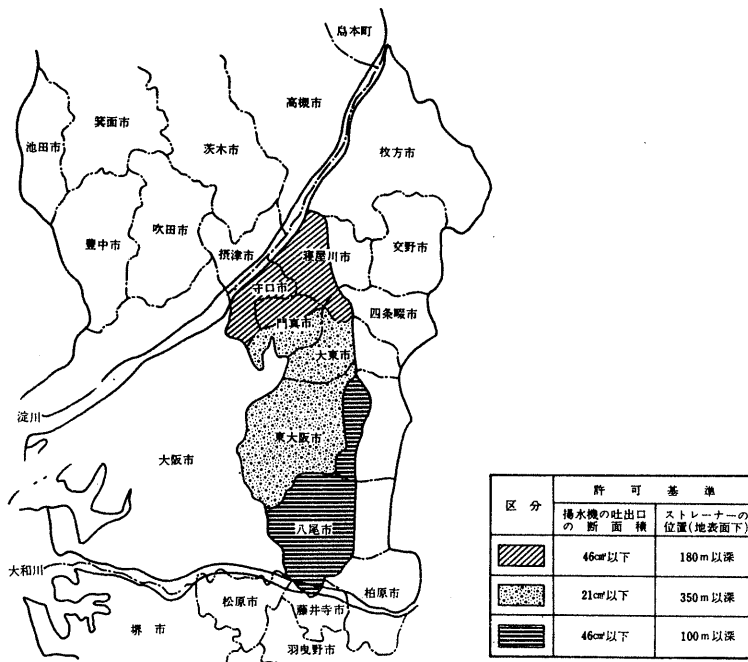 島本町
高槻市
箕面市
池田市
茨木市
枚方市
吹田市
豊中市
摂津市
寝屋川市
交野市
守口市
門真市
四条畷市
大東市
淀川
東大阪市
大阪市
八尾市
大和川
柏原市
松原市
藤井寺市
堺市
羽曳野市
区分 許可基準
揚水機の吐出口の断面積 ストレーナーの位置(地表面下)
46cm²以下 180m以深
21cm²以下 350m以深
46cm²以下 100m以深